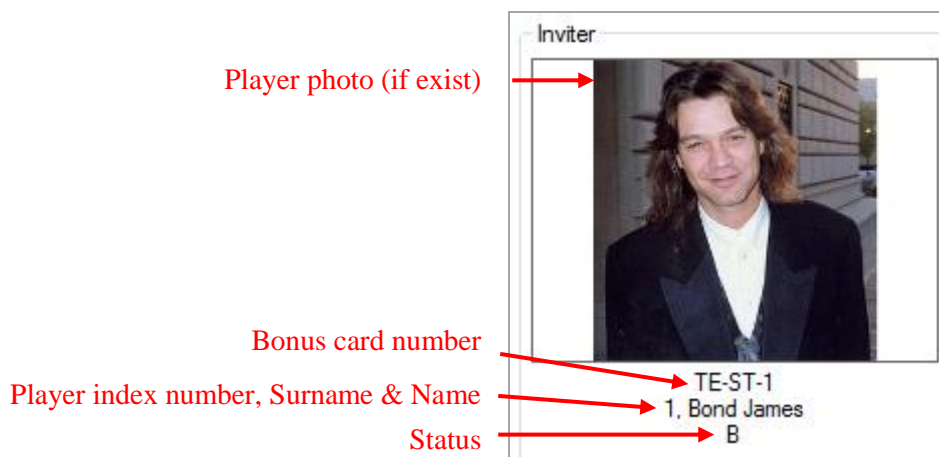 Inviter
Player photo (if exist)
Bonus card number
TE-ST-1
Player index number, Surname & Name
1, Bond James
Status
B